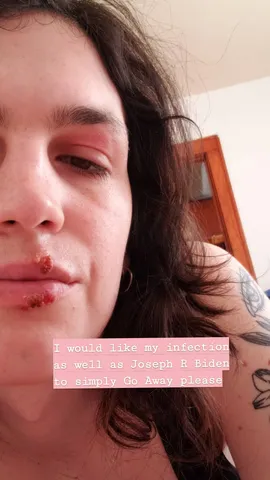 I would like my infection
as well as Joseph R Biden
to simply Go Away please